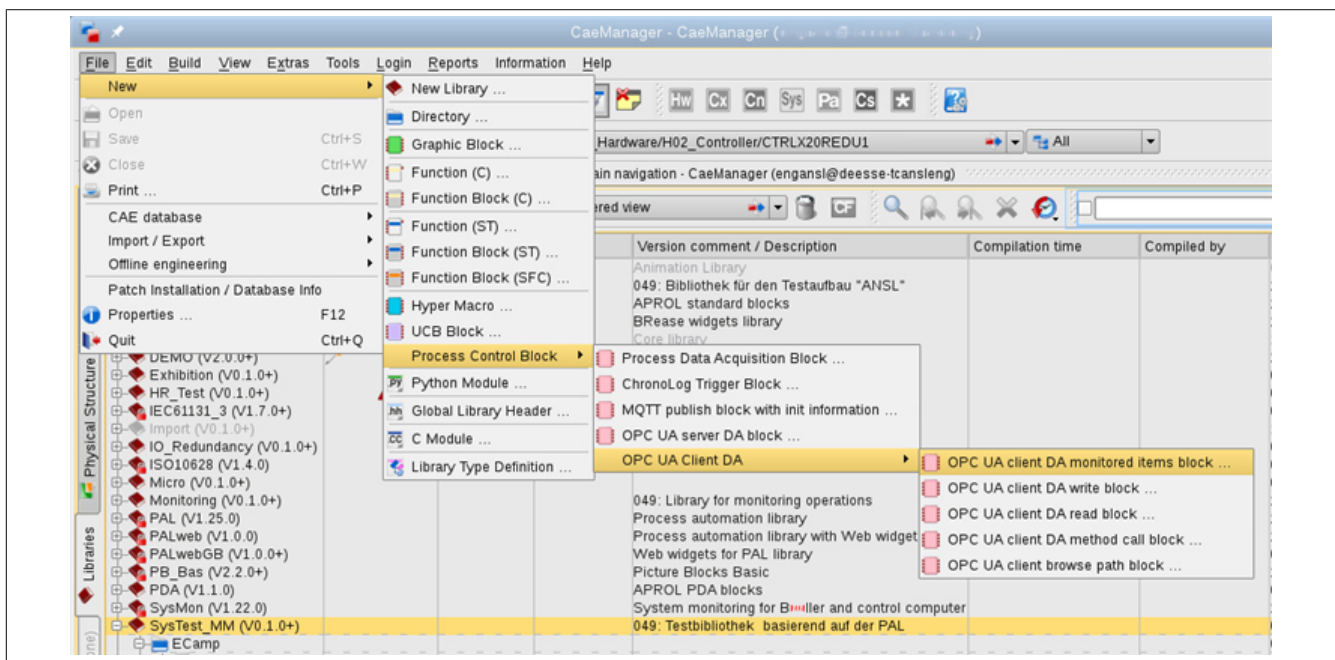 CaeManager - CaeManager (
File Edit Build View Extras Tools Login Reports Information Help
New
Open
Save Ctrl+S
Close Ctrl+W
Print ... Ctrl+P
CAE database
Import / Export
Offline engineering
Patch Installation / Database Info
Properties ... F12
Quit Ctrl+Q
New Library ...
Directory ...
Graphic Block ...
Function (C) ...
Function Block (C) ...
Function (ST) ...
Function Block (ST) ...
Function Block (SFC) ...
Hyper Macro ...
UCB Block ...
Process Control Block
Python Module ...
Global Library Header ...
C Module ...
Library Type Definition ...
Process Data Acquisition Block ...
ChronoLog Trigger Block ...
MQTT publish block with init information ...
OPC UA server DA block ...
OPC UA Client DA
OPC UA client DA monitored items block ...
OPC UA client DA write block ...
OPC UA client DA read block ...
OPC UA client DA method call block ...
OPC UA client browse path block ...
Hw Cx Cn Sys Pa Cs
_Hardware/H02_Controller/CTRLX20REDU1 All
ain navigation - CaeManager (engansl@deesse-tcansleng)
ered view CF
Version comment / Description Compilation time Compiled by
Animation Library
049: Bibliothek für den Testaufbau "ANSL"
APROL standard blocks
BRease widgets library
Core library
DEMO (V2.0.0+)
Exhibition (V0.1.0+)
HR_Test (V0.1.0+)
IEC61131_3 (V1.7.0+)
Import (V0.1.0+)
IO_Redundancy (V0.1.0+)
ISO10628 (V1.4.0)
Micro (V0.1.0+)
Monitoring (V0.1.0+) 049: Library for monitoring operations
PAL (V1.25.0) Process automation library
PALweb (V1.0.0) Process automation library with Web widget
PALwebGB (V1.0.0+) Web widgets for PAL library
PB_Bas (V2.2.0+) Picture Blocks Basic
PDA (V1.1.0) APROL PDA blocks
SysMon (V1.22.0) System monitoring for and control computer
SysTest_MM (V0.1.0+) 049: Testbibliothek basierend auf der PAL
ECamp
Physical Structure
Libraries